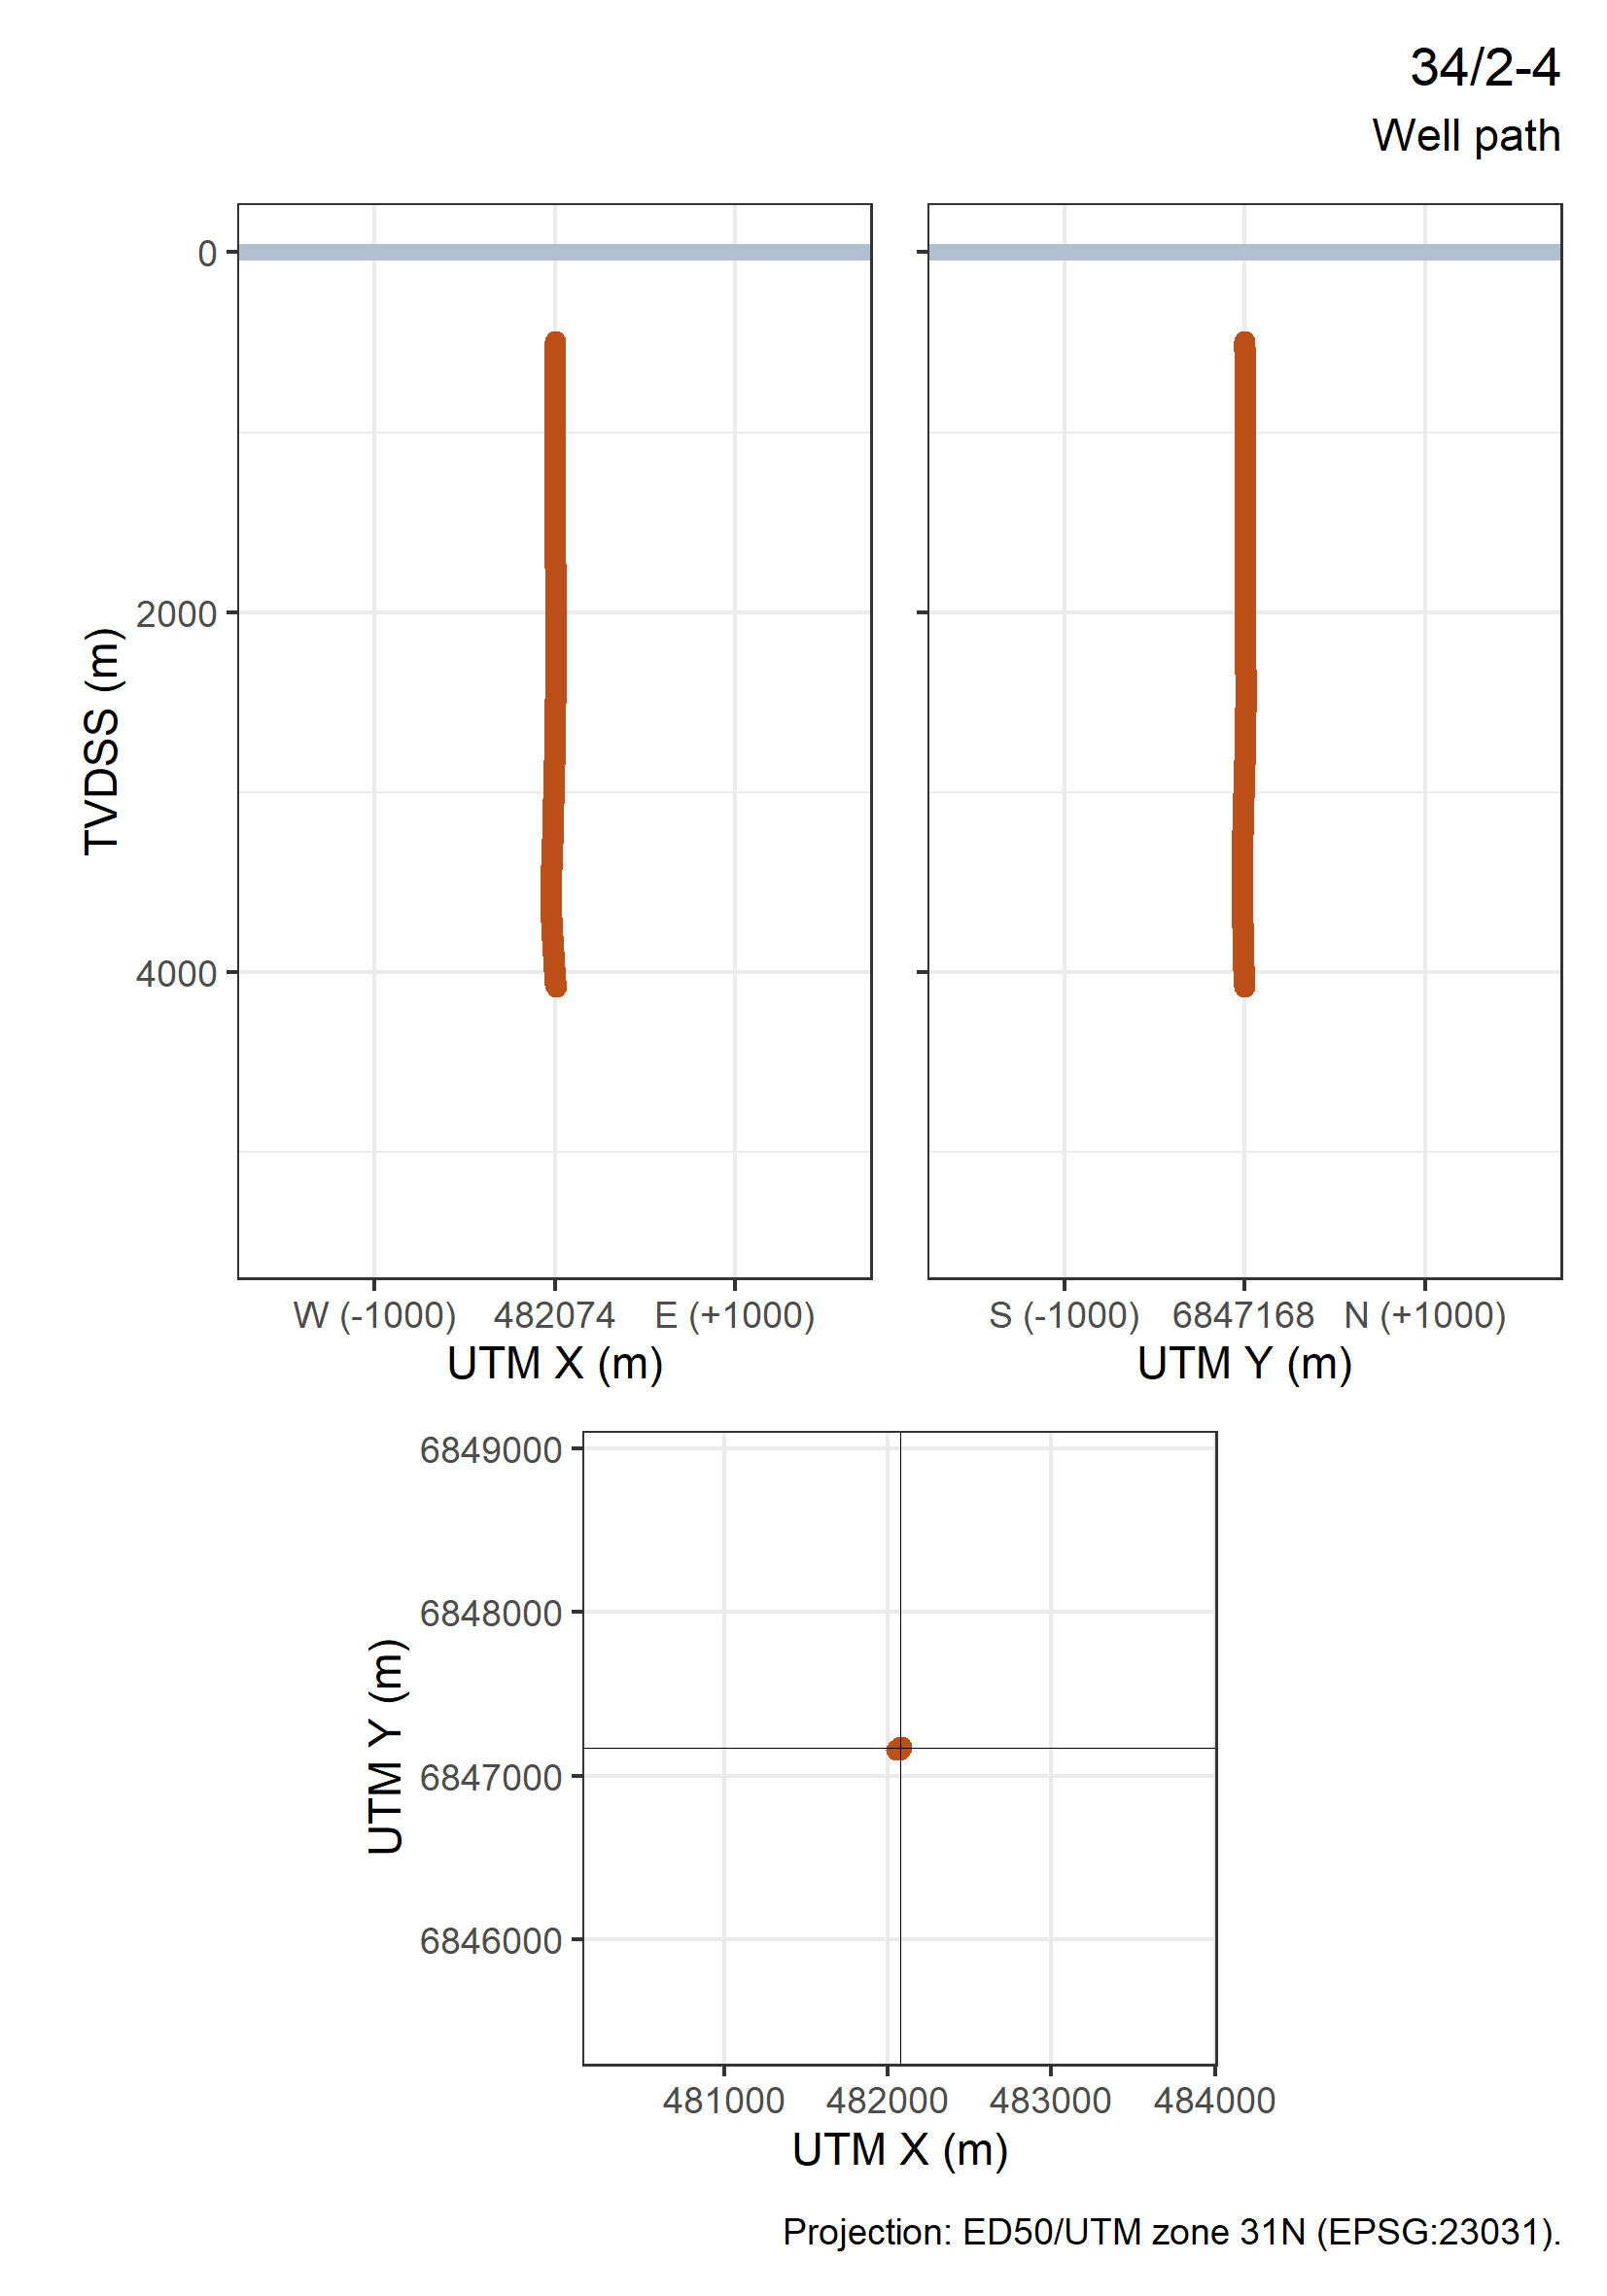 34/2-4
Well path
TVDSS (m)
0
2000
4000
W (-1000) 482074 E (+1000)
UTM X (m)
S (-1000) 6847168 N (+1000)
UTM Y (m)
UTM Y (m)
6849000
6848000
6847000
6846000
481000 482000 483000 484000
UTM X (m)
Projection: ED50/UTM zone 31N (EPSG:23031).